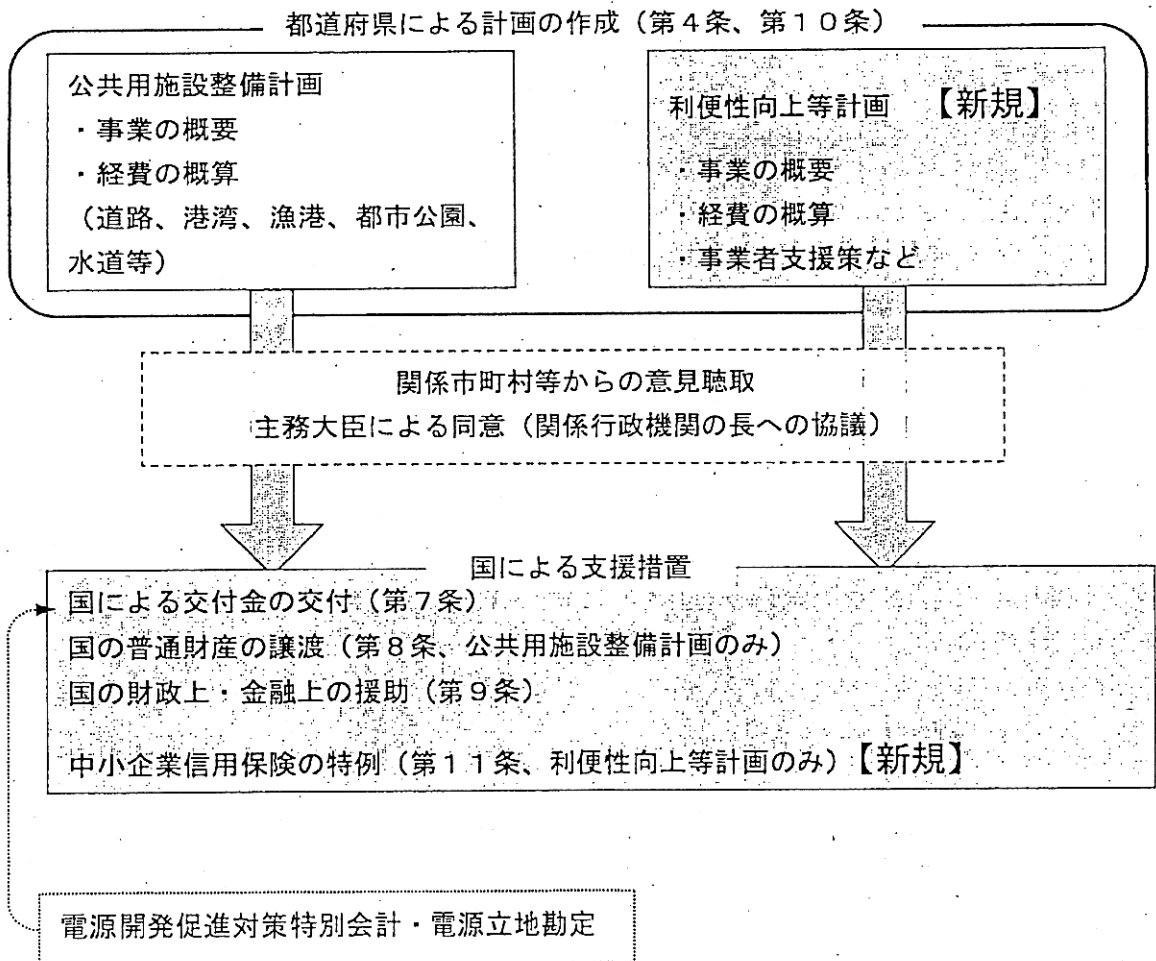 都道府県による計画の作成（第４条、第１０条）
公共用施設整備計画
・事業の概要
・経費の概算
（道路、港湾、漁港、都市公園、
水道等）
利便性向上等計画　【新規】
・事業の概要
・経費の概算
・事業者支援策など
関係市町村等からの意見聴取
主務大臣による同意（関係行政機関の長への協議）
国による支援措置
国による交付金の交付（第７条）
国の普通財産の譲渡（第８条、公共用施設整備計画のみ）
国の財政上・金融上の援助（第９条）
中小企業信用保険の特例（第１１条、利便性向上等計画のみ）【新規】
電源開発促進対策特別会計・電源立地勘定